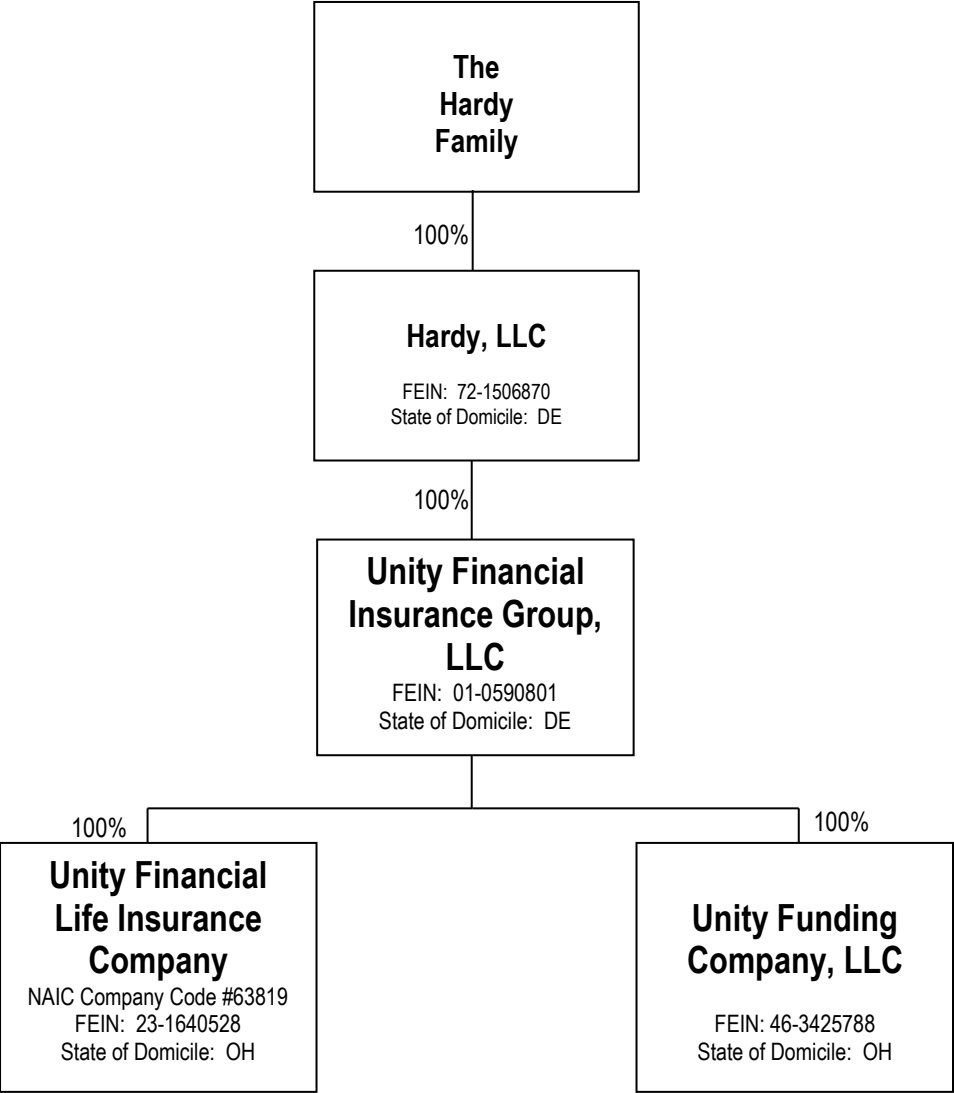 The
Hardy
Family
100%
Hardy, LLC
FEIN: 72-1506870
State of Domicile: DE
100%
Unity Financial
Insurance Group,
LLC
FEIN: 01-0590801
State of Domicile: DE
100%
Unity Financial
Life Insurance
Company
NAIC Company Code #63819
FEIN: 23-1640528
State of Domicile: OH
100%
Unity Funding
Company, LLC
FEIN: 46-3425788
State of Domicile: OH